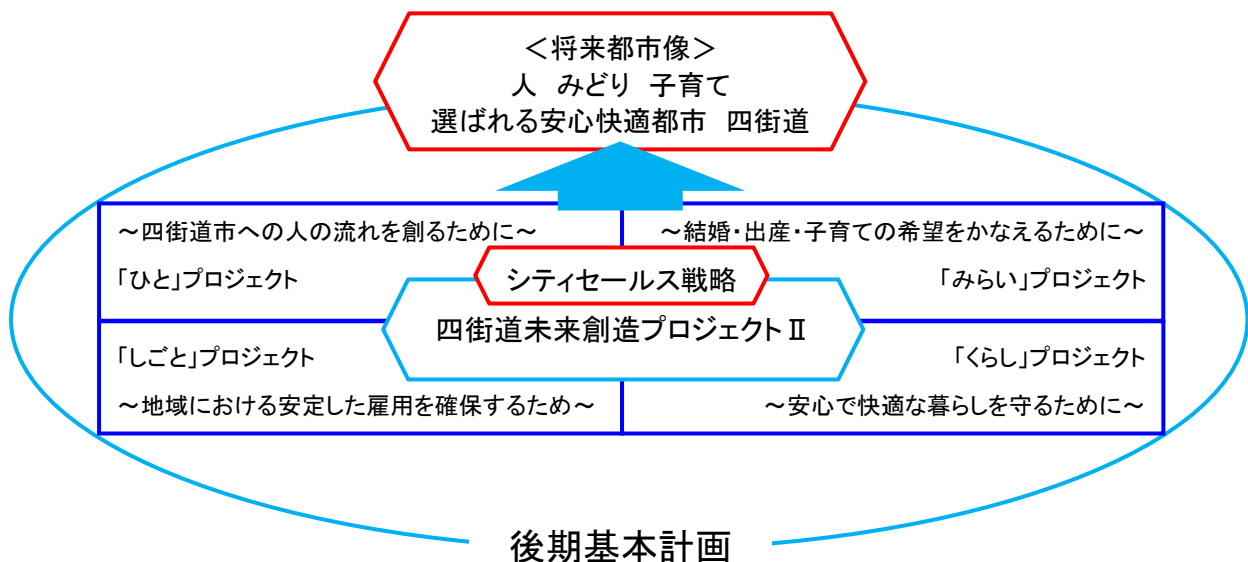 ＜将来都市像＞
人　みどり　子育て
選ばれる安心快適都市　四街道
～四街道市への人の流れを創るために～
「ひと」プロジェクト
～結婚・出産・子育ての希望をかなえるために～
「みらい」プロジェクト
シティセールス戦略
四街道未来創造プロジェクトⅡ
「しごと」プロジェクト
～地域における安定した雇用を確保するため～
「くらし」プロジェクト
～安心で快適な暮らしを守るために～
後期基本計画